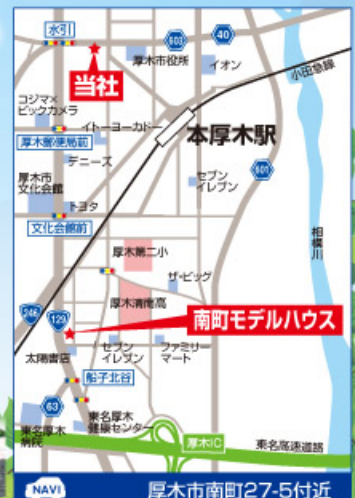 水引
603
40
当社
厚木市役所
イオン
小田急線
コジマ×
ビックカメラ
イトーヨーカドー
本厚木駅
厚木郵便局前
デニーズ
厚木市
文化会館
セブン
イレブン
601
トヨタ
文化会館前
相模川
厚木第二小
ザ・ビッグ
厚木清南高
246
129
南町モデルハウス
太陽書店
セブン
イレブン
ファミリー
マート
船子北谷
63
東名厚木
健康センター
東名厚木
病院
厚木IC
東名高速道路
NAVI
厚木市南町27-5付近